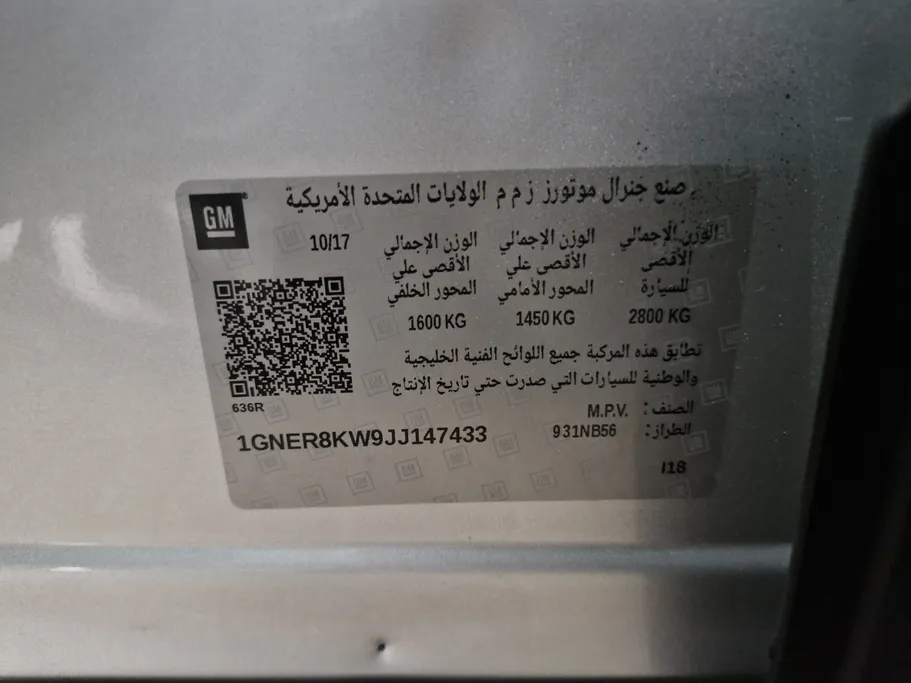 GM
صنع جنرال موتورز ز م م الولايات المتحدة الأمريكية
10/17
الوزن الإجمالي الأقصى للسيارة
الوزن الإجمالي الأقصى علي المحور الأمامي
الوزن الإجمالي الأقصى علي المحور الخلفي
2800 KG 1450 KG 1600 KG
تطابق هذه المركبة جميع اللوائح الفنية الخليجية
والوطنية للسيارات التي صدرت حتي تاريخ الإنتاج
636R
الصنف: M.P.V.
الطراز: 931NB56
1GNER8KW9JJ147433
I18